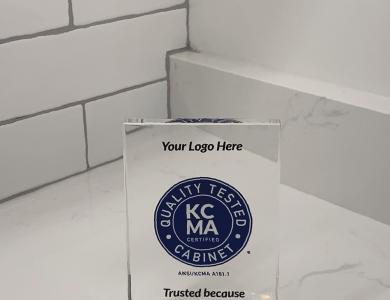 Your Logo Here
QUALITY TESTED
KC
MA
CERTIFIED
CABINET
ANSI/KCMA A161.1
Trusted because